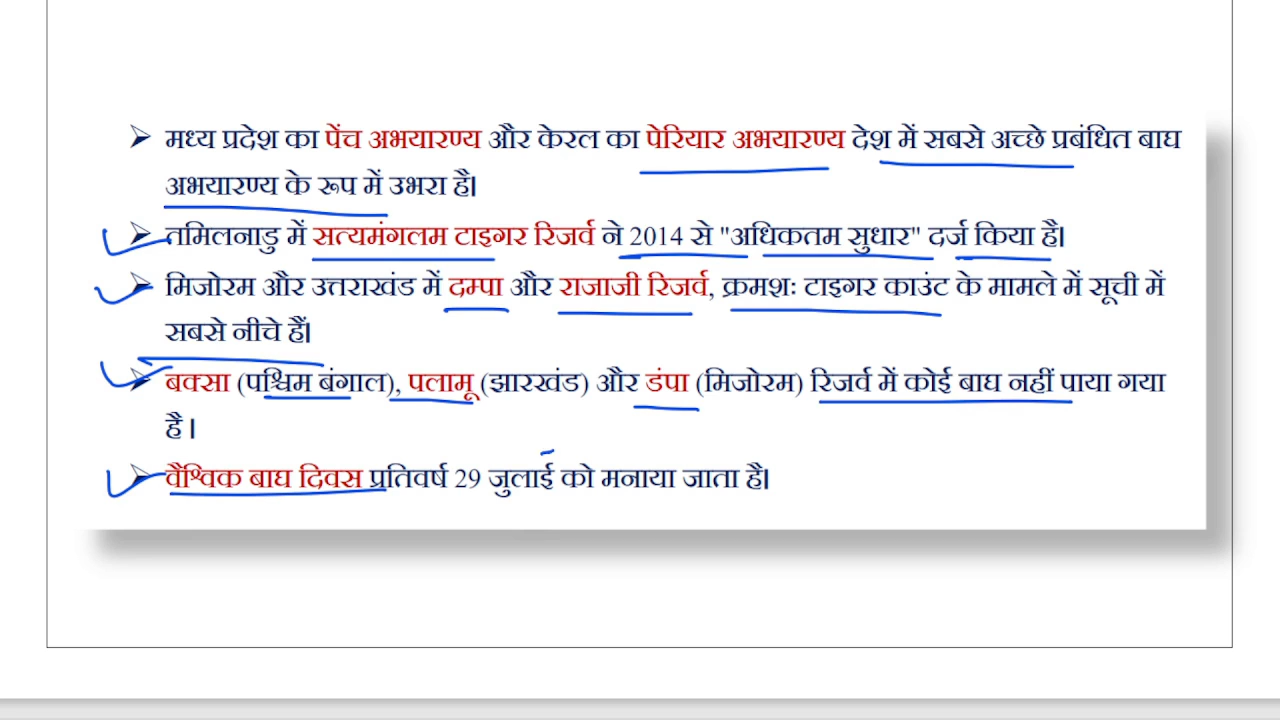 ➢ मध्य प्रदेश का पेंच अभयारण्य और केरल का पेरियार अभयारण्य देश में सबसे अच्छे प्रबंधित बाघ
अभयारण्य के रूप में उभरा है।
➢ तमिलनाडु में सत्यमंगलम टाइगर रिजर्व ने 2014 से "अधिकतम सुधार" दर्ज किया है।
➢ मिजोरम और उत्तराखंड में दम्पा और राजाजी रिजर्व, क्रमशः टाइगर काउंट के मामले में सूची में
सबसे नीचे हैं।
➢ बक्सा (पश्चिम बंगाल), पलामू (झारखंड) और डंपा (मिजोरम) रिजर्व में कोई बाघ नहीं पाया गया
है ।
➢ वैश्विक बाघ दिवस प्रतिवर्ष 29 जुलाई को मनाया जाता है।